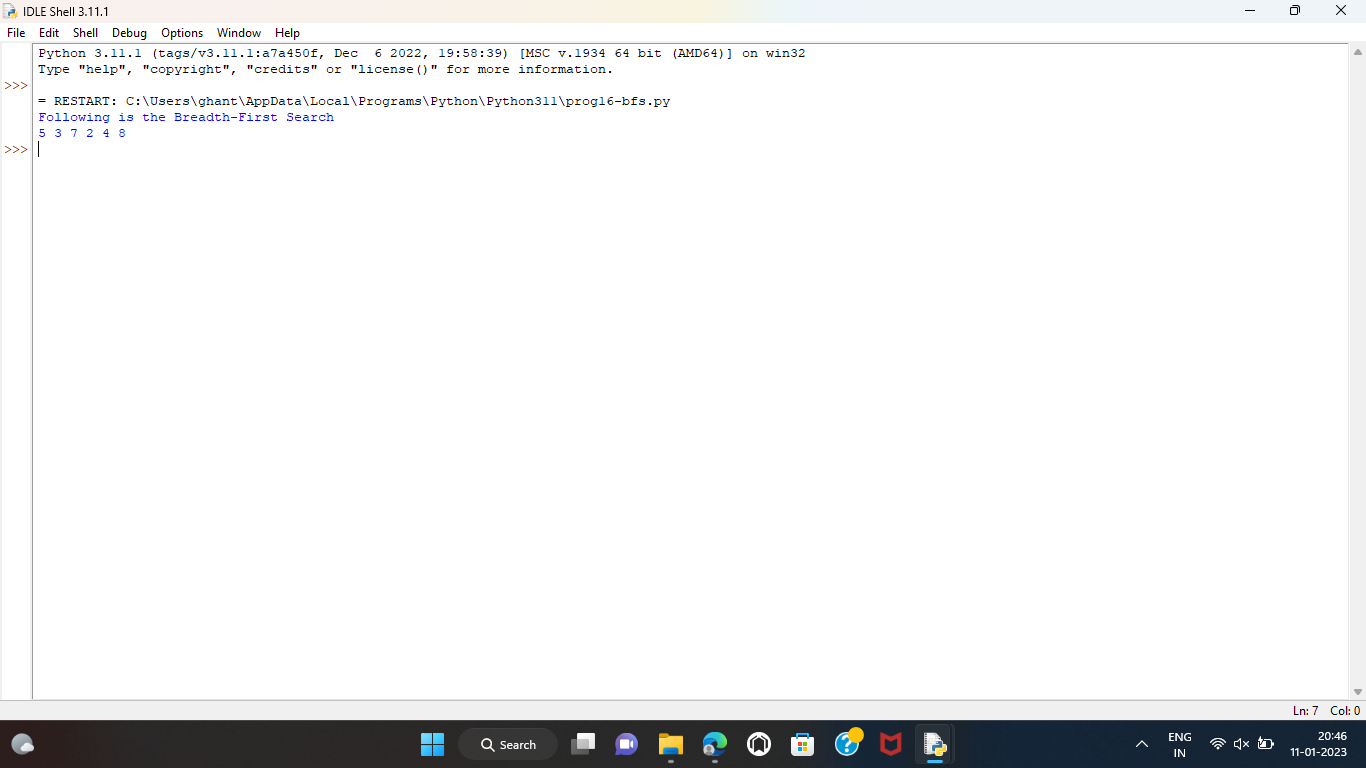 IDLE Shell 3.11.1
File Edit Shell Debug Options Window Help
Python 3.11.1 (tags/v3.11.1:a7a450f, Dec  6 2022, 19:58:39) [MSC v.1934 64 bit (AMD64)] on win32
Type "help", "copyright", "credits" or "license()" for more information.
>>>
= RESTART: C:\Users\ghant\AppData\Local\Programs\Python\Python311\prog16-bfs.py
Following is the Breadth-First Search
5 3 7 2 4 8
>>>
Ln: 7 Col: 0
Search
ENG
IN
20:46
11-01-2023